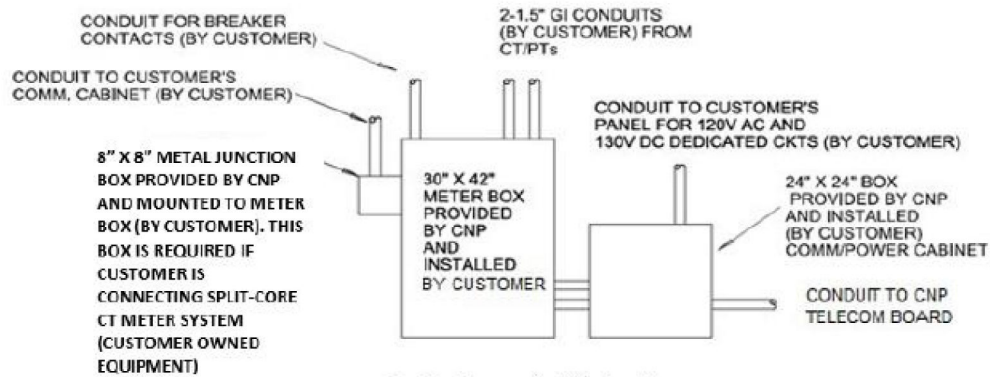 CONDUIT FOR BREAKER
CONTACTS (BY CUSTOMER)
2-1.5" GI CONDUITS
(BY CUSTOMER) FROM
CT/PTs
CONDUIT TO CUSTOMER'S
COMM. CABINET (BY CUSTOMER)
CONDUIT TO CUSTOMER'S
PANEL FOR 120V AC AND
130V DC DEDICATED CKTS (BY CUSTOMER)
8" X 8" METAL JUNCTION
BOX PROVIDED BY CNP
AND MOUNTED TO METER
BOX (BY CUSTOMER). THIS
BOX IS REQUIRED IF
CUSTOMER IS
CONNECTING SPLIT-CORE
CT METER SYSTEM
(CUSTOMER OWNED
EQUIPMENT)
30" X 42"
METER BOX
PROVIDED
BY CNP
AND
INSTALLED
BY CUSTOMER
24" X 24" BOX
PROVIDED BY CNP
AND INSTALLED
(BY CUSTOMER)
COMM/POWER CABINET
CONDUIT TO CNP
TELECOM BOARD